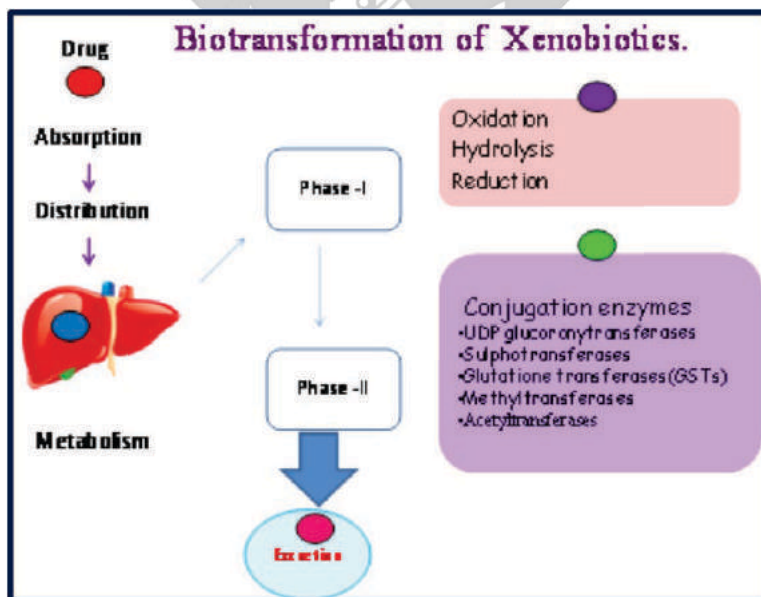 Biotransformation of Xenobiotics.
Drug
Absorption
Distribution
Metabolism
Phase -I
Phase -II
Excretion
Oxidation
Hydrolysis
Reduction
Conjugation enzymes
•UDP glucoronytransferases
•Sulphotransferases
•Glutatione transferases(GSTs)
•Methyltransferases
•Acetyltransferases